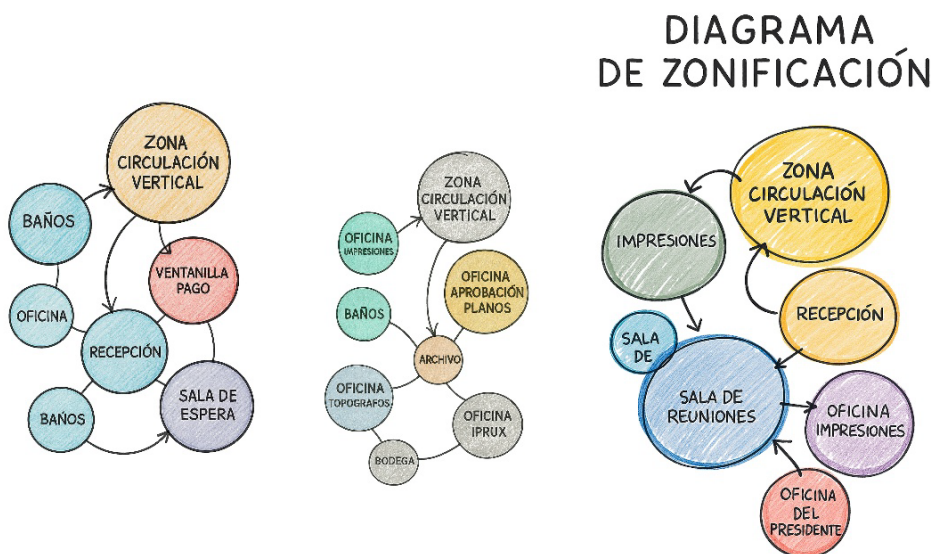 DIAGRAMA
DE ZONIFICACIÓN
ZONA
CIRCULACIÓN
VERTICAL
BAÑOS
VENTANILLA
PAGO
OFICINA
RECEPCIÓN
BAÑOS
SALA DE
ESPERA
ZONA
CIRCULACIÓN
VERTICAL
OFICINA
IMPRESIONES
OFICINA
APROBACIÓN
PLANOS
BAÑOS
ARCHIVO
OFICINA
TOPOGRAFOS
OFICINA
IPRUX
BODEGA
ZONA
CIRCULACIÓN
VERTICAL
IMPRESIONES
RECEPCIÓN
SALA
DE
SALA DE
REUNIONES
OFICINA
IMPRESIONES
OFICINA
DEL
PRESIDENTE